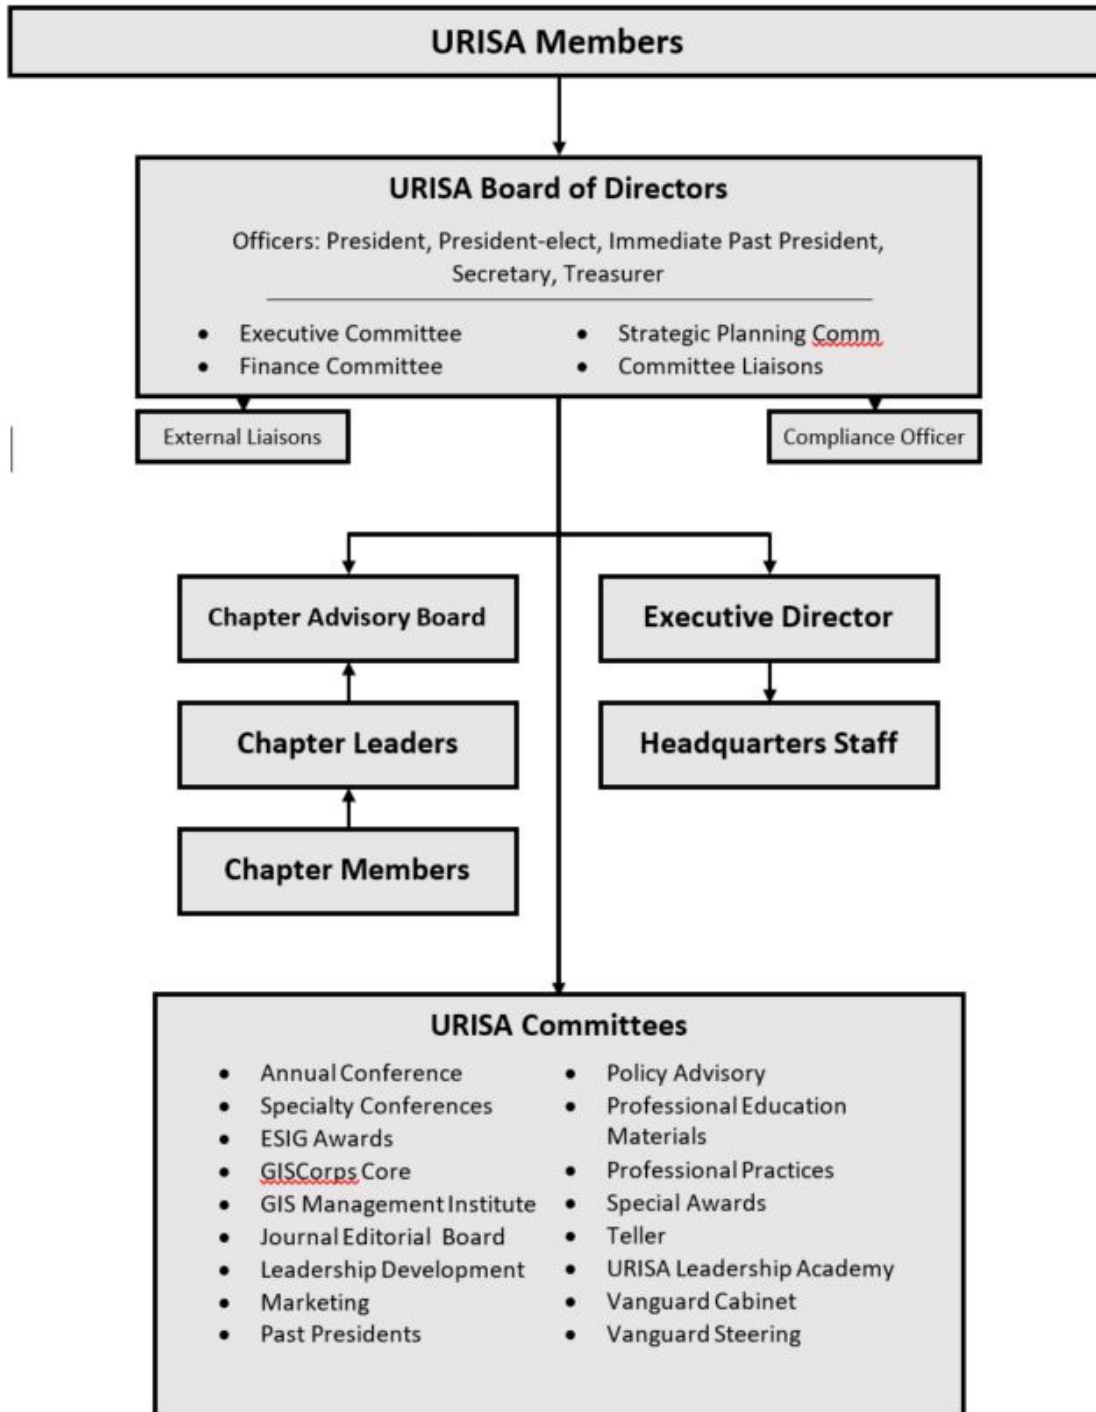 URISA Members
URISA Board of Directors
Officers: President, President-elect, Immediate Past President,
Secretary, Treasurer
• Executive Committee
• Finance Committee
• Strategic Planning Comm
• Committee Liaisons
External Liaisons
Compliance Officer
Chapter Advisory Board
Executive Director
Chapter Leaders
Headquarters Staff
Chapter Members
URISA Committees
• Annual Conference
• Specialty Conferences
• ESIG Awards
• GISCorps Core
• GIS Management Institute
• Journal Editorial Board
• Leadership Development
• Marketing
• Past Presidents
• Policy Advisory
• Professional Education
Materials
• Professional Practices
• Special Awards
• Teller
• URISA Leadership Academy
• Vanguard Cabinet
• Vanguard Steering